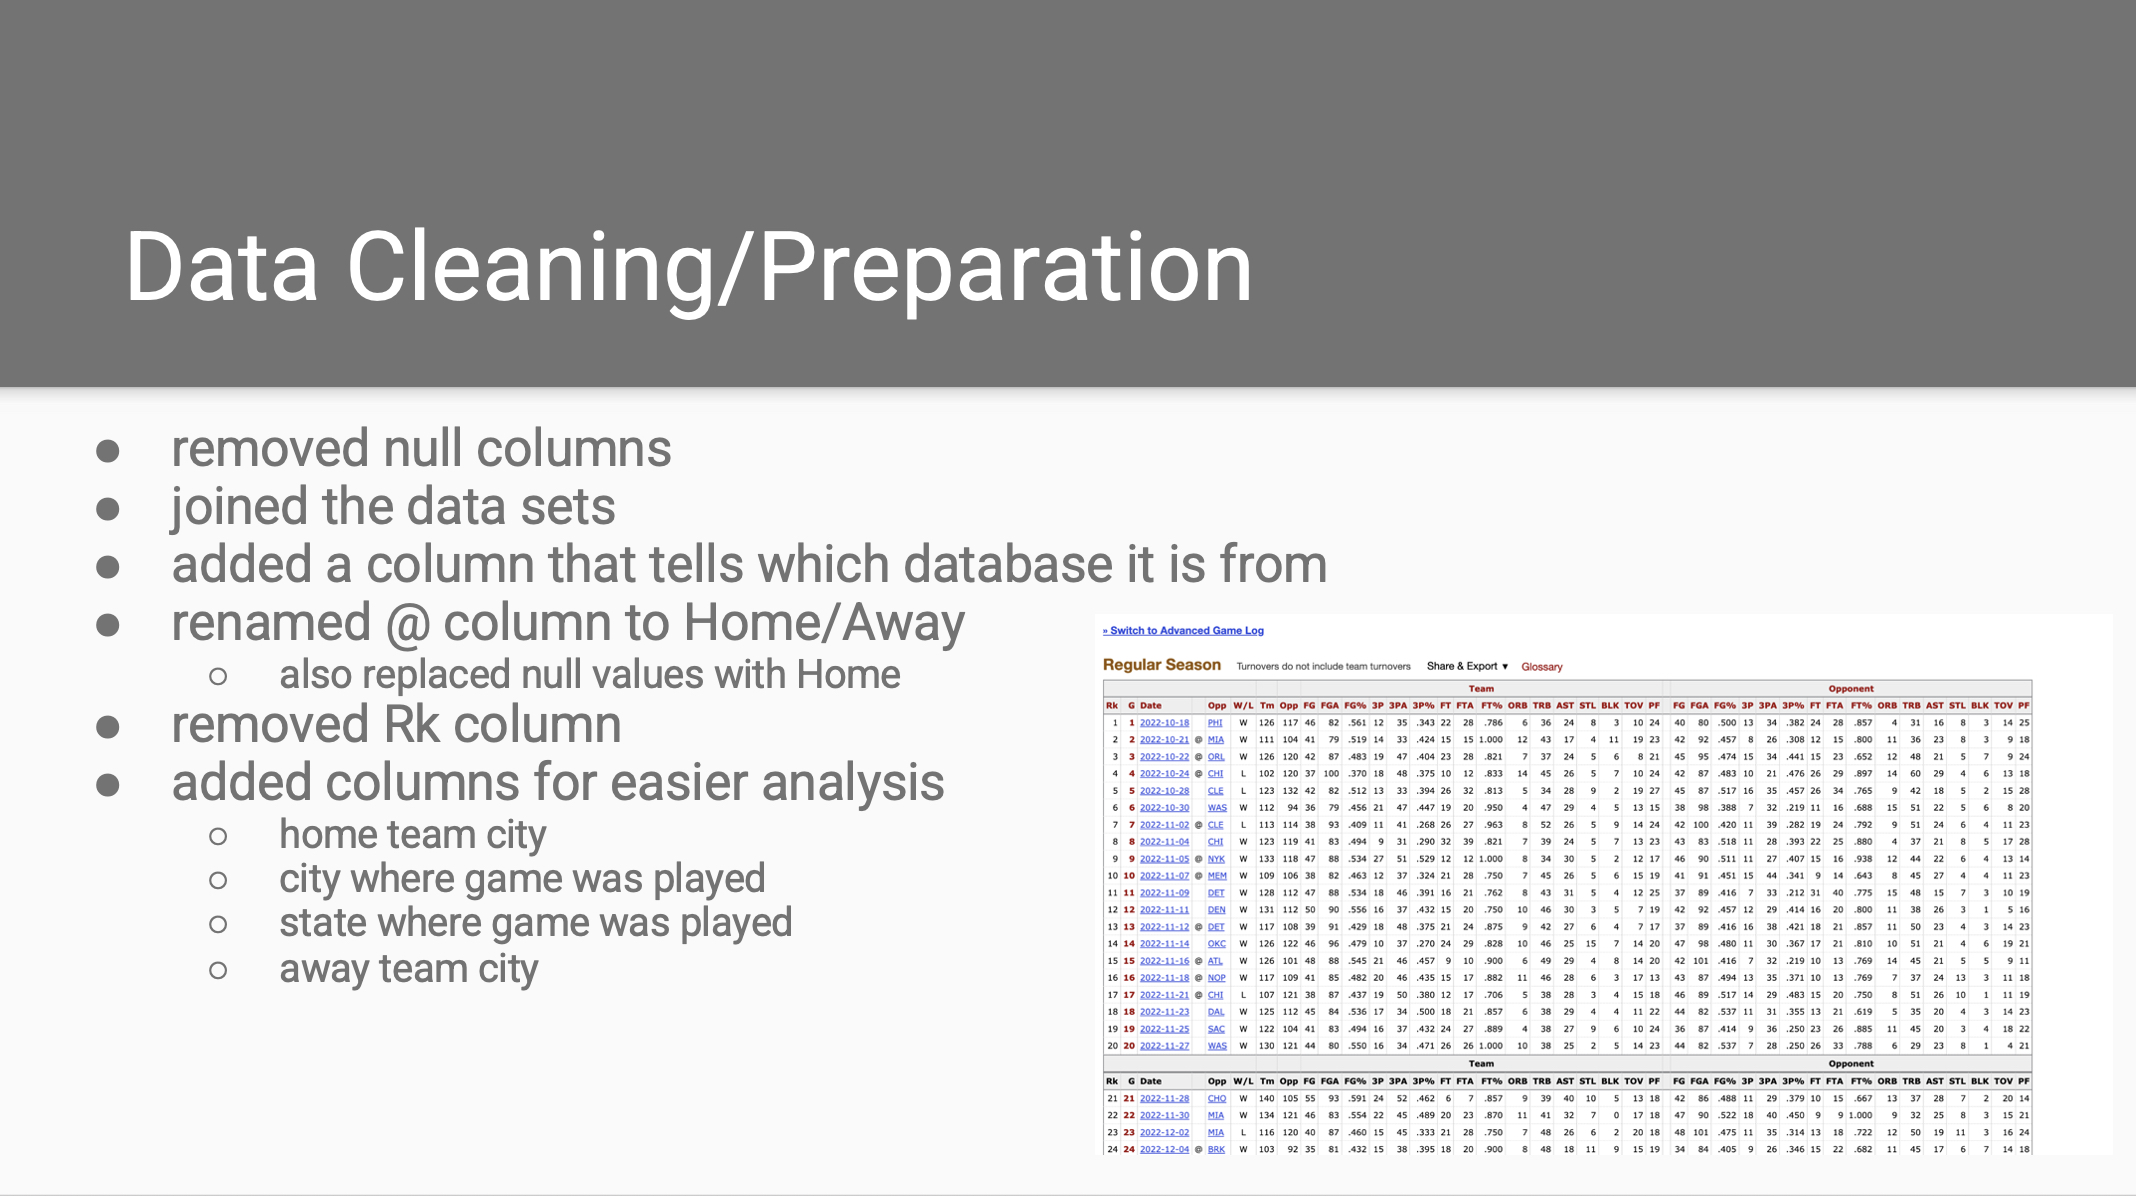 Data Cleaning/Preparation
● removed null columns
● joined the data sets
● added a column that tells which database it is from
● renamed @ column to Home/Away
○ also replaced null values with Home
● removed Rk column
● added columns for easier analysis
○ home team city
○ city where game was played
○ state where game was played
○ away team city
» Switch to Advanced Game Log
Regular Season Turnovers do not include team turnovers Share & Export ▼ Glossary
Team Opponent
Rk G Date Opp W/L Tm Opp FG FGA FG% 3P 3PA 3P% FT FTA FT% ORB TRB AST STL BLK TOV PF FG FGA FG% 3P 3PA 3P% FT FTA FT% ORB TRB AST STL BLK TOV PF
1 1 2022-10-18 PHI W 126 117 46 82 .561 12 35 .343 22 28 .786 6 36 24 8 3 10 24 40 80 .500 13 34 .382 24 28 .857 4 31 16 8 3 14 25
2 2 2022-10-21 @ MIA W 111 104 41 79 .519 14 33 .424 15 15 1.000 12 43 17 4 11 19 23 42 92 .457 8 26 .308 12 15 .800 11 36 23 8 3 9 18
3 3 2022-10-22 @ ORL W 126 120 42 87 .483 19 47 .404 23 28 .821 7 37 24 5 6 8 21 45 95 .474 15 34 .441 15 23 .652 12 48 21 5 7 9 24
4 4 2022-10-24 @ CHI L 102 120 37 100 .370 18 48 .375 10 12 .833 14 45 26 5 7 10 24 42 87 .483 10 21 .476 26 29 .897 14 60 29 4 6 13 18
5 5 2022-10-28 CLE L 123 132 42 82 .512 13 33 .394 26 32 .813 5 34 28 9 2 19 27 45 87 .517 16 35 .457 26 34 .765 9 42 18 5 2 15 28
6 6 2022-10-30 WAS W 112 94 36 79 .456 21 47 .447 19 20 .950 4 47 29 4 5 13 15 38 98 .388 7 32 .219 11 16 .688 15 51 22 5 6 8 20
7 7 2022-11-02 @ CLE L 113 114 38 93 .409 11 41 .268 26 27 .963 8 52 26 5 9 14 24 42 100 .420 11 39 .282 19 24 .792 9 51 24 6 4 11 23
8 8 2022-11-04 CHI W 123 119 41 83 .494 9 31 .290 32 39 .821 7 39 24 5 7 13 23 43 83 .518 11 28 .393 22 25 .880 4 37 21 8 5 17 28
9 9 2022-11-05 @ NYK W 133 118 47 88 .534 27 51 .529 12 12 1.000 8 34 30 5 2 12 17 46 90 .511 11 27 .407 15 16 .938 12 44 22 6 4 13 14
10 10 2022-11-07 @ MEM W 109 106 38 82 .463 12 37 .324 21 28 .750 7 45 26 5 6 15 19 41 91 .451 15 44 .341 9 14 .643 8 45 27 4 4 11 23
11 11 2022-11-09 DET W 128 112 47 88 .534 18 46 .391 16 21 .762 8 43 31 5 4 12 25 37 89 .416 7 33 .212 31 40 .775 15 48 15 7 3 10 19
12 12 2022-11-11 DEN W 131 112 50 90 .556 16 37 .432 15 20 .750 10 46 30 3 5 7 19 42 92 .457 12 29 .414 16 20 .800 11 38 26 3 1 5 16
13 13 2022-11-12 @ DET W 117 108 39 91 .429 18 48 .375 21 24 .875 9 42 27 6 4 7 17 37 89 .416 16 38 .421 18 21 .857 11 50 23 4 3 14 23
14 14 2022-11-14 OKC W 126 122 46 96 .479 10 37 .270 24 29 .828 10 46 25 15 7 14 20 47 98 .480 11 30 .367 17 21 .810 10 51 21 4 6 19 21
15 15 2022-11-16 @ ATL W 126 101 48 88 .545 21 46 .457 9 10 .900 6 49 29 4 8 14 20 42 101 .416 7 32 .219 10 13 .769 14 45 21 5 5 9 11
16 16 2022-11-18 @ NOP W 117 109 41 85 .482 20 46 .435 15 17 .882 11 46 28 6 3 17 13 43 87 .494 13 35 .371 10 13 .769 7 37 24 13 3 11 18
17 17 2022-11-21 @ CHI L 107 121 38 87 .437 19 50 .380 12 17 .706 5 38 28 3 4 15 18 46 89 .517 14 29 .483 15 20 .750 8 51 26 10 1 11 19
18 18 2022-11-23 DAL W 125 112 45 84 .536 17 34 .500 18 21 .857 6 38 29 4 4 11 22 44 82 .537 11 31 .355 13 21 .619 5 35 20 4 3 14 23
19 19 2022-11-25 SAC W 122 104 41 83 .494 16 37 .432 24 27 .889 4 38 27 9 6 10 24 36 87 .414 9 36 .250 23 26 .885 11 45 20 3 4 18 22
20 20 2022-11-27 WAS W 130 121 44 80 .550 16 34 .471 26 26 1.000 10 38 25 2 5 14 23 44 82 .537 7 28 .250 26 33 .788 6 29 23 8 1 4 21
Team Opponent
Rk G Date Opp W/L Tm Opp FG FGA FG% 3P 3PA 3P% FT FTA FT% ORB TRB AST STL BLK TOV PF FG FGA FG% 3P 3PA 3P% FT FTA FT% ORB TRB AST STL BLK TOV PF
21 21 2022-11-28 CHO W 140 105 55 93 .591 24 52 .462 6 7 .857 9 39 40 10 5 13 18 42 86 .488 11 29 .379 10 15 .667 13 37 28 7 2 20 14
22 22 2022-11-30 MIA W 134 121 46 83 .554 22 45 .489 20 23 .870 11 41 32 7 0 17 18 47 90 .522 18 40 .450 9 9 1.000 9 32 25 8 3 15 21
23 23 2022-12-02 MIA L 116 120 40 87 .460 15 45 .333 21 28 .750 7 48 26 6 2 20 18 48 101 .475 11 35 .314 13 18 .722 12 50 19 11 3 16 24
24 24 2022-12-04 @ BRK W 103 92 35 81 .432 15 38 .395 18 20 .900 8 48 18 11 9 15 19 34 84 .405 9 26 .346 15 22 .682 11 45 17 6 7 14 18